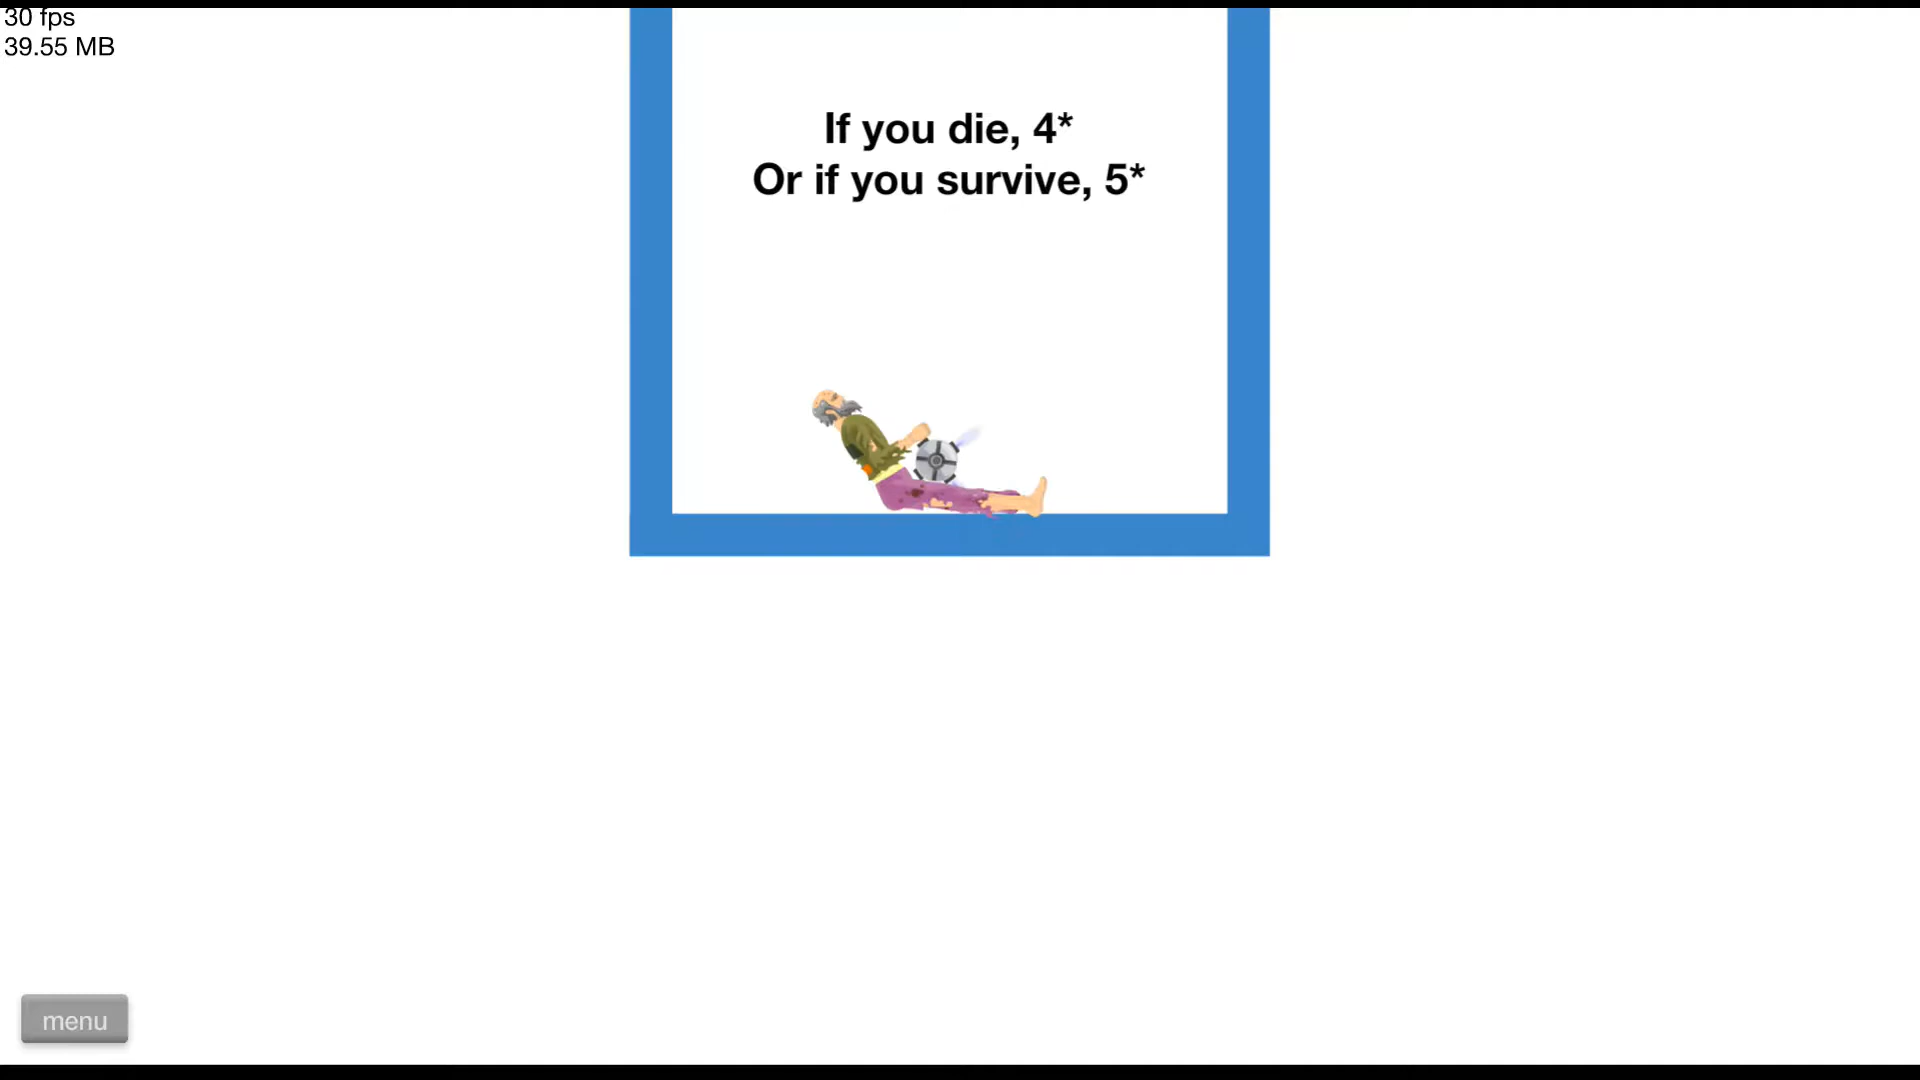 30 fps
39.55 MB
If you die, 4*
Or if you survive, 5*
menu